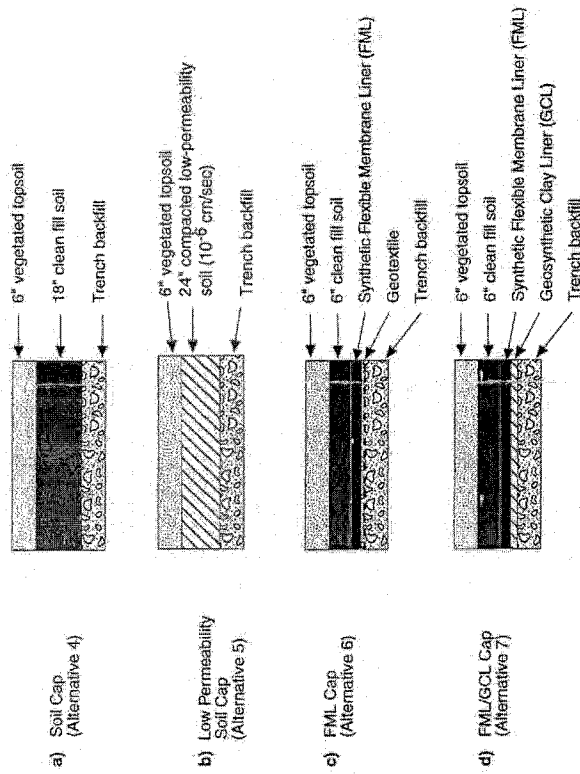 a) Soil Cap
(Alternative 4)
6" vegetated topsoil
18" clean fill soil
Trench backfill
b) Low Permeability
Soil Cap
(Alternative 5)
6" vegetated topsoil
24" compacted low-permeability
soil (10-6 cm/sec)
Trench backfill
c) FML Cap
(Alternative 6)
6" vegetated topsoil
6" clean fill soil
Synthetic Flexible Membrane Liner (FML)
Geotextile
Trench backfill
d) FML/GCL Cap
(Alternative 7)
6" vegetated topsoil
6" clean fill soil
Synthetic Flexible Membrane Liner (FML)
Geosynthetic Clay Liner (GCL)
Trench backfill